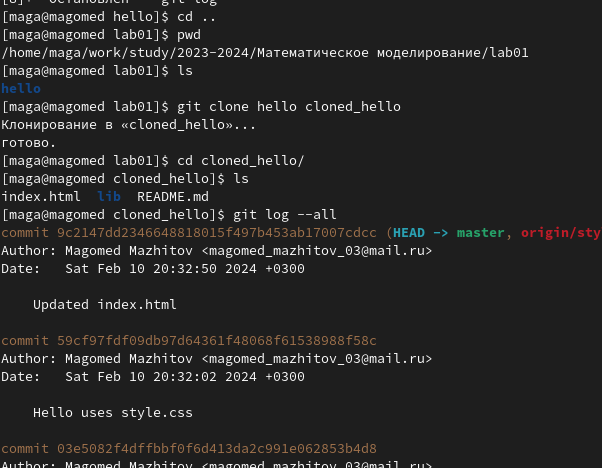 [maga@magomed hello]$ cd ..
[maga@magomed lab01]$ pwd
/home/maga/work/study/2023-2024/Математическое моделирование/lab01
[maga@magomed lab01]$ ls
hello
[maga@magomed lab01]$ git clone hello cloned_hello
Клонирование в «cloned_hello»...
готово.
[maga@magomed lab01]$ cd cloned_hello/
[maga@magomed cloned_hello]$ ls
index.html  lib  README.md
[maga@magomed cloned_hello]$ git log --all
commit 9c2147dd2346648818015f497b453ab17007cdcc (HEAD -> master, origin/sty
Author: Magomed Mazhitov <magomed_mazhitov_03@mail.ru>
Date:   Sat Feb 10 20:32:50 2024 +0300
Updated index.html
commit 59cf97fdf09db97d64361f48068f61538988f58c
Author: Magomed Mazhitov <magomed_mazhitov_03@mail.ru>
Date:   Sat Feb 10 20:32:02 2024 +0300
Hello uses style.css
commit 03e5082f4dffbbf0f6d413da2c991e062853b4d8
Author: Magomed Mazhitov <magomed_mazhitov_03@mail.ru>